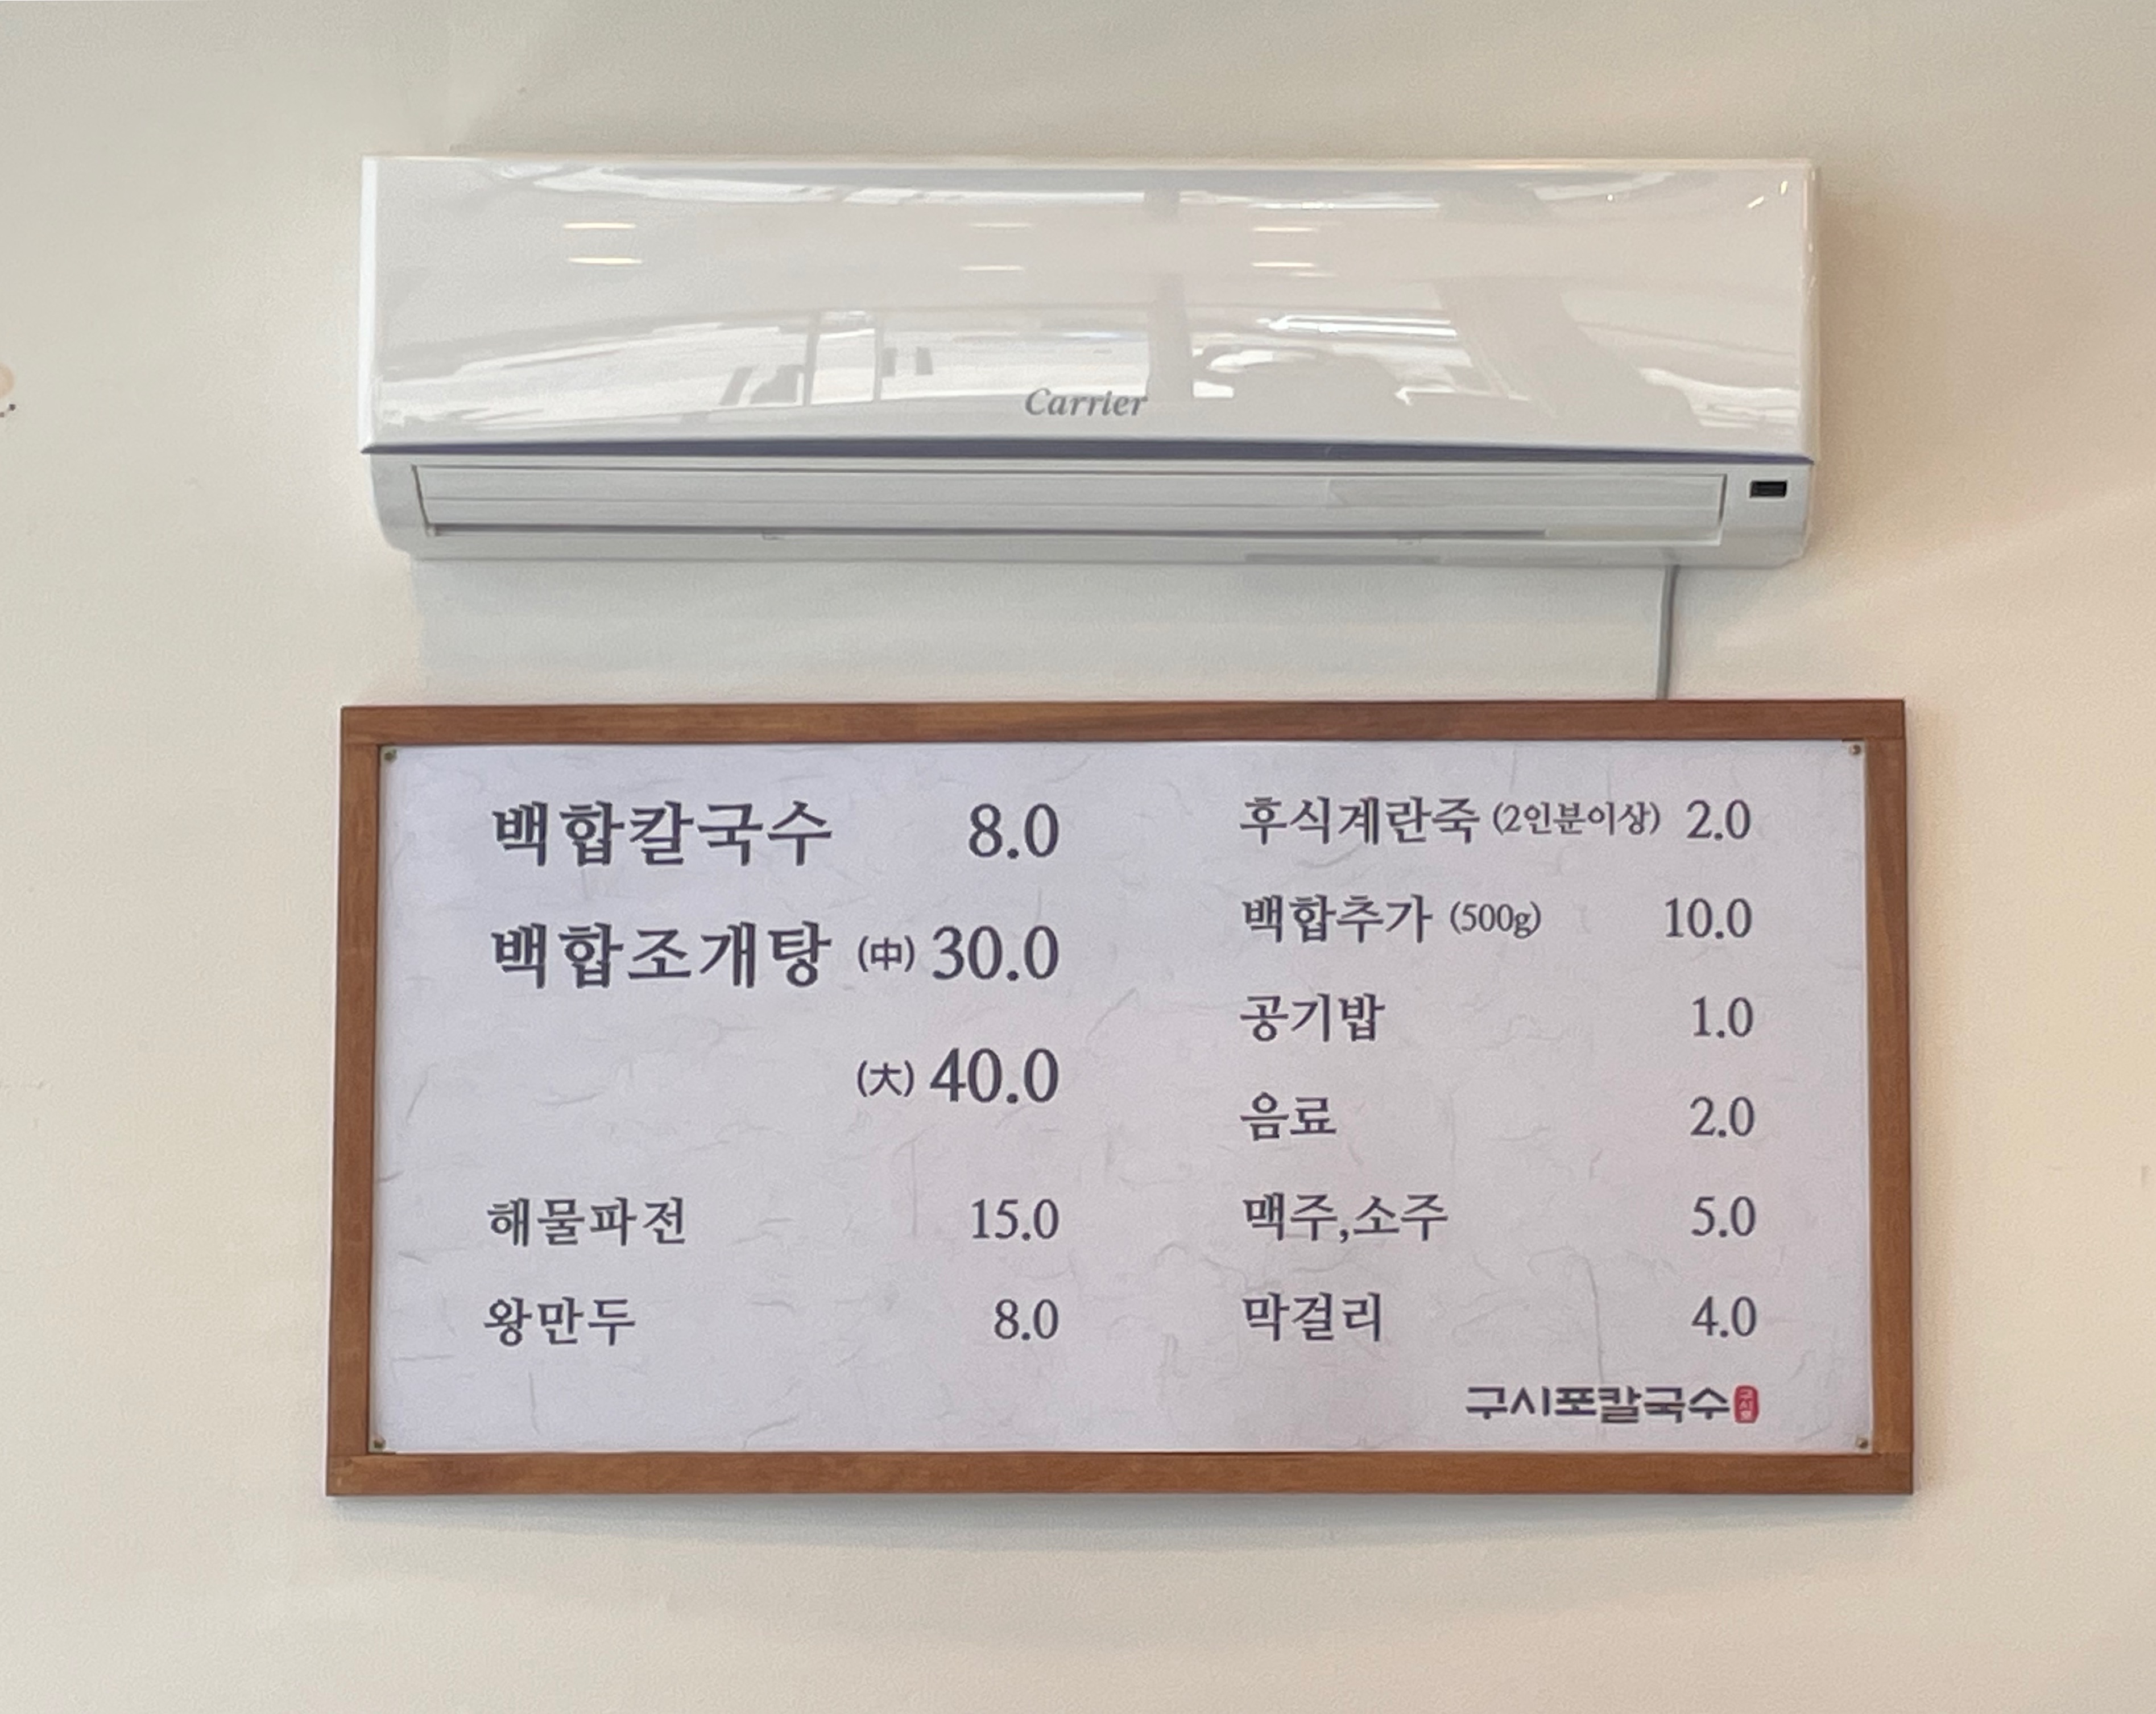 Carrier
백합칼국수 8.0
백합조개탕 (中) 30.0
(大) 40.0
해물파전 15.0
왕만두 8.0
후식계란죽 (2인분이상) 2.0
백합추가 (500g) 10.0
공기밥 1.0
음료 2.0
맥주,소주 5.0
막걸리 4.0
구시포칼국수 구시포